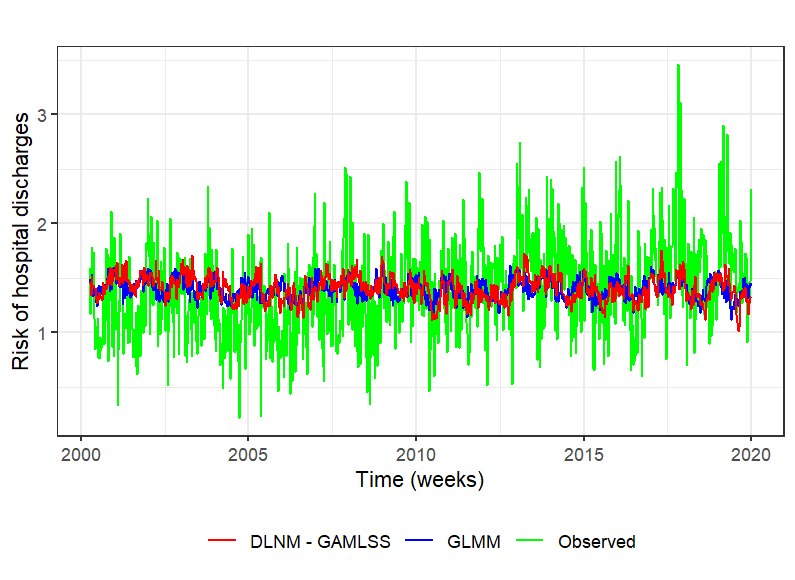 Risk of hospital discharges
3
2
1
2000 2005 2010 2015 2020
Time (weeks)
DLNM - GAMLSS GLMM Observed